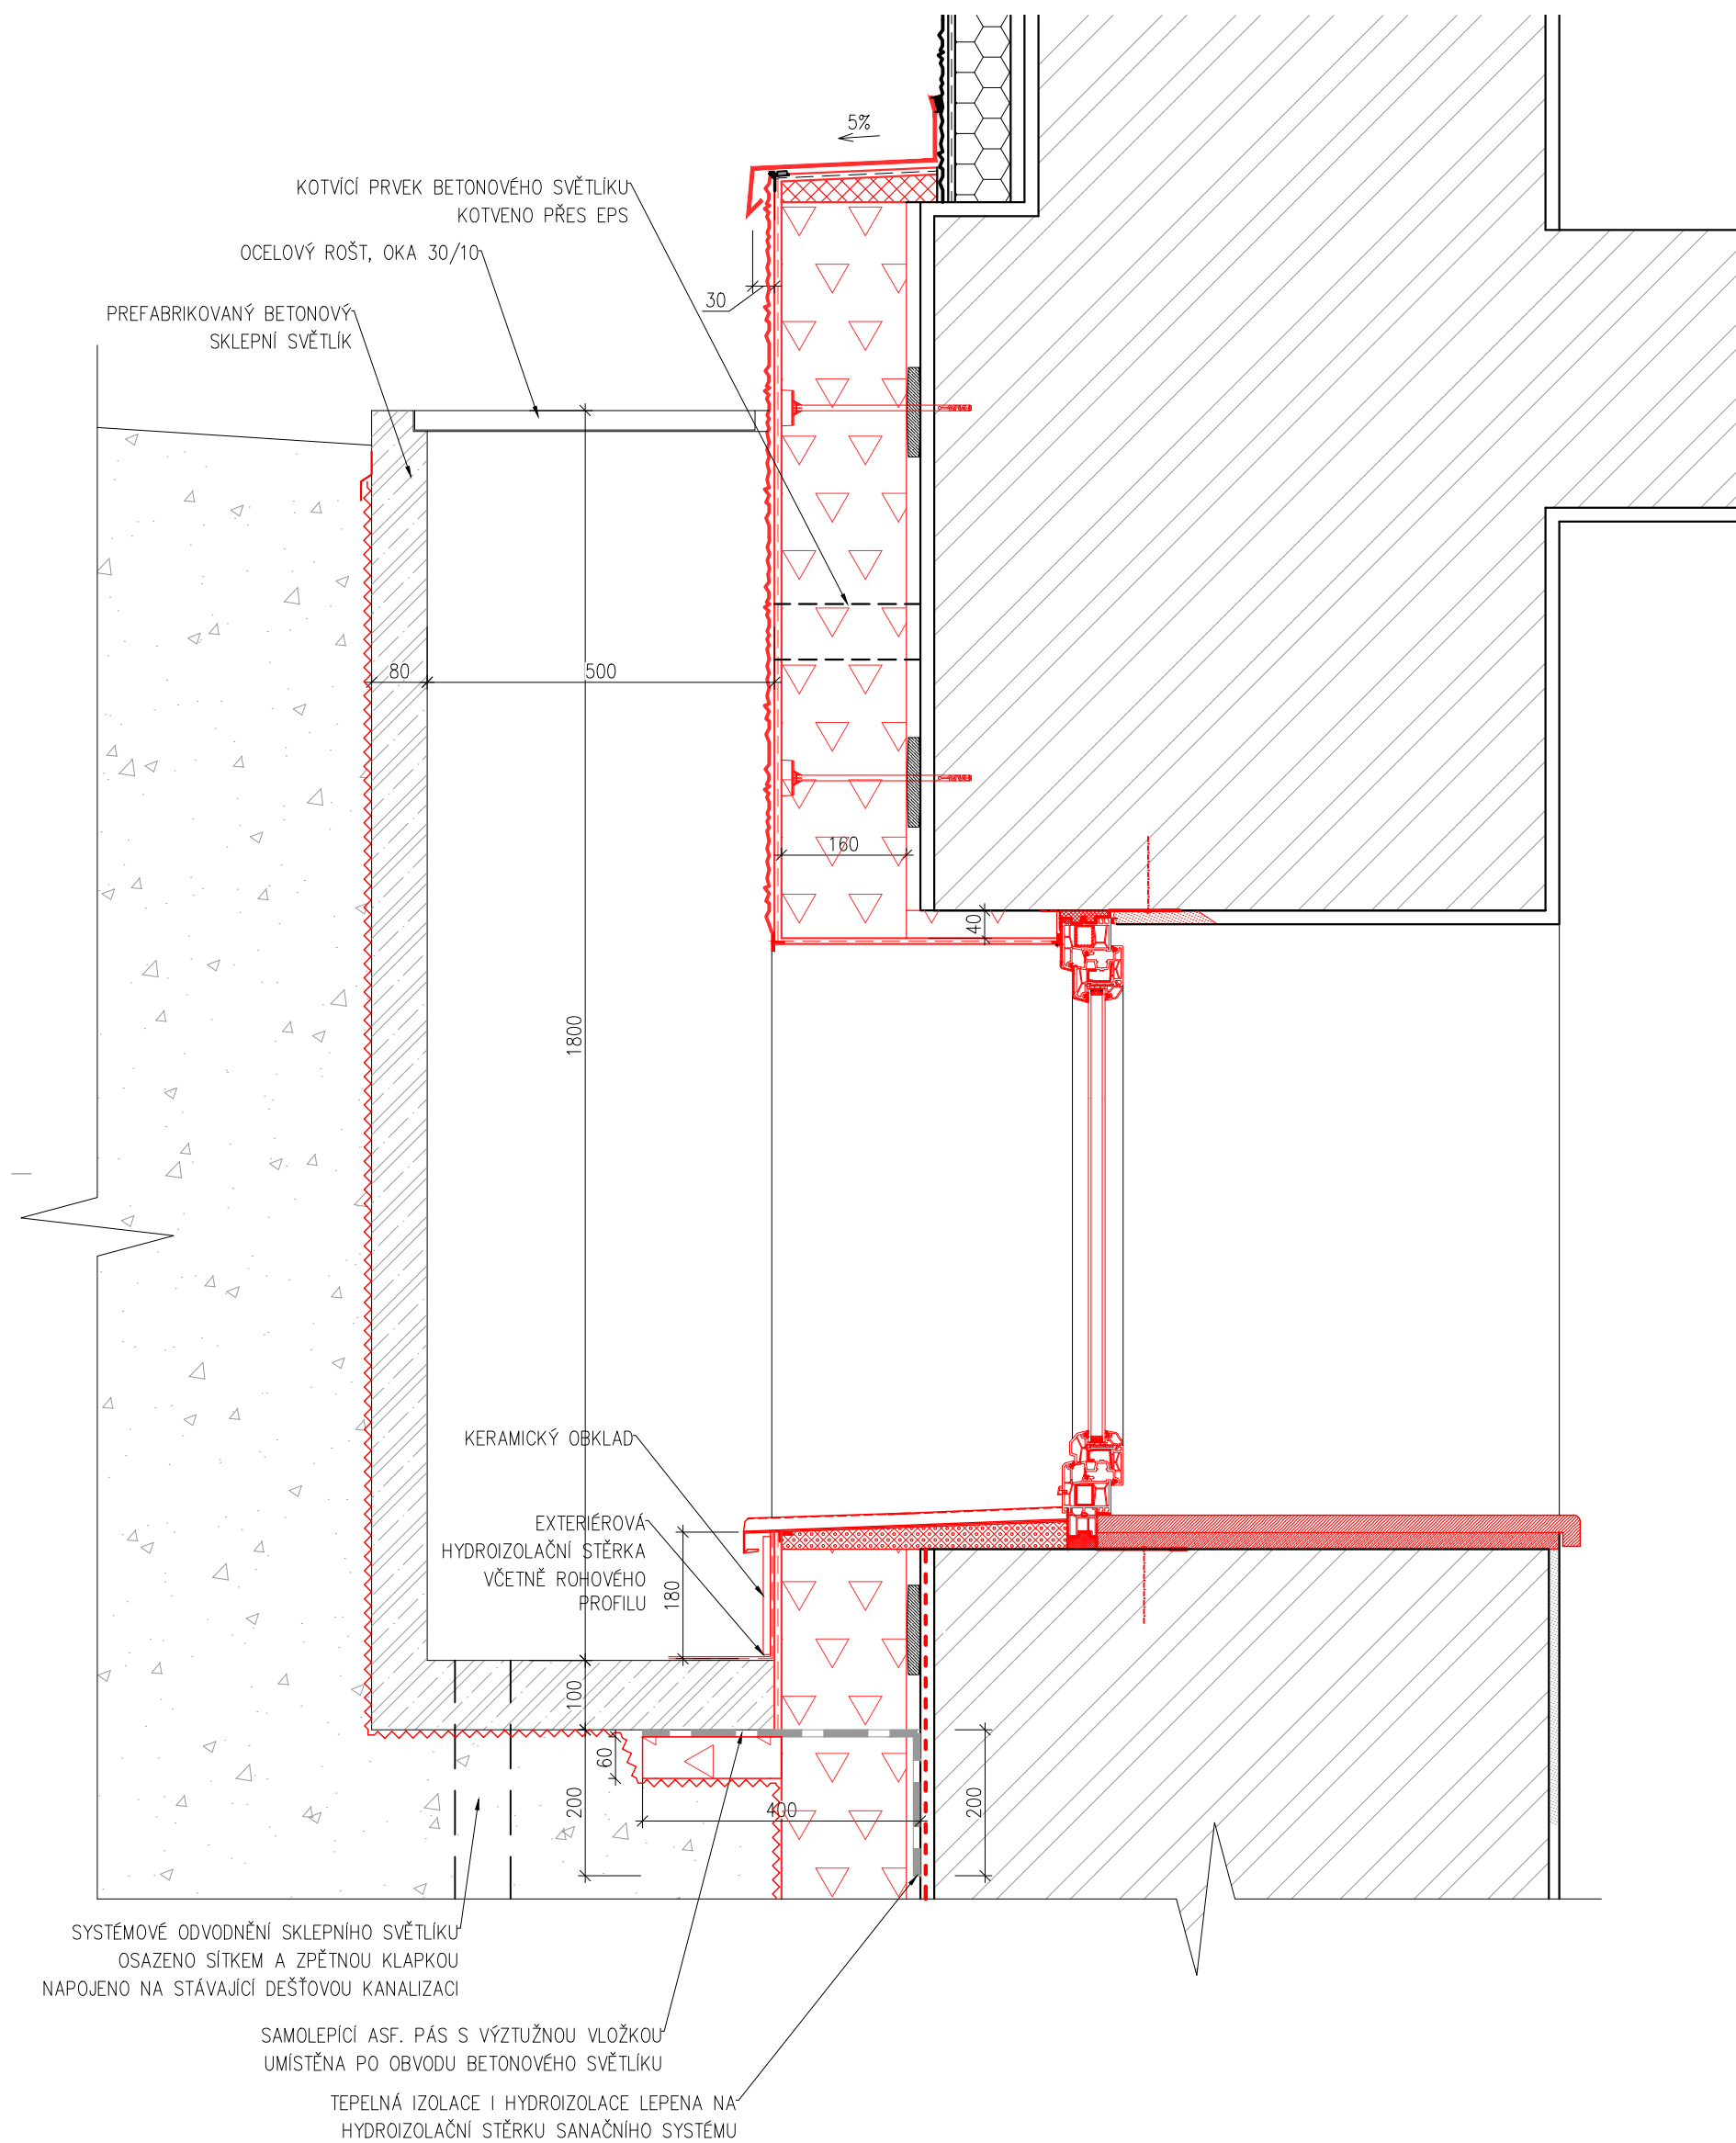 5%
KOTVÍCÍ PRVEK BETONOVÉHO SVĚTLÍKU
KOTVENO PŘES EPS
OCELOVÝ ROŠT, OKA 30/10
30
PREFABRIKOVANÝ BETONOVÝ
SKLEPNÍ SVĚTLÍK
80
500
160
40
1800
KERAMICKÝ OBKLAD
EXTERIÉROVÁ
HYDROIZOLAČNÍ STĚRKA
VČETNĚ ROHOVÉHO
PROFILU
180
100
60
200
400
200
SYSTÉMOVÉ ODVODNĚNÍ SKLEPNÍHO SVĚTLÍKU
OSAZENO SÍTKEM A ZPĚTNOU KLAPKOU
NAPOJENO NA STÁVAJÍCÍ DEŠŤOVOU KANALIZACI
SAMOLEPÍCÍ ASF. PÁS S VÝZTUŽNOU VLOŽKOU
UMÍSTĚNA PO OBVODU BETONOVÉHO SVĚTLÍKU
TEPELNÁ IZOLACE I HYDROIZOLACE LEPENA NA
HYDROIZOLAČNÍ STĚRKU SANAČNÍHO SYSTÉMU